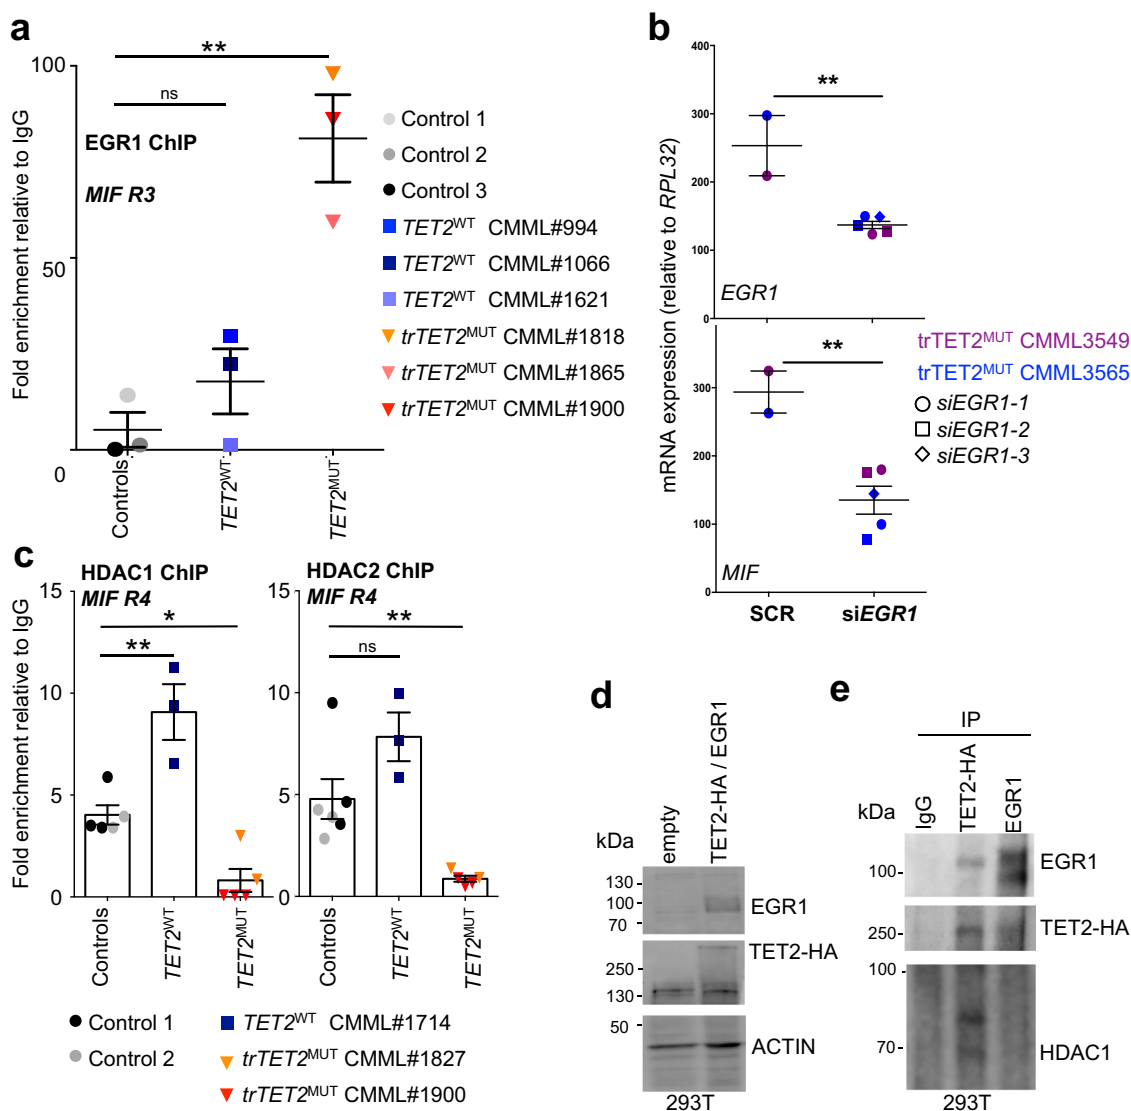 a
**
100
ns
EGR1 ChIP
MIF R3
50
0
Fold enrichment relative to IgG
Controls
TET2WT
TET2MUT
Control 1
Control 2
Control 3
TET2WT CMML#994
TET2WT CMML#1066
TET2WT CMML#1621
trTET2MUT CMML#1818
trTET2MUT CMML#1865
trTET2MUT CMML#1900
b
400
**
300
200
100
0
EGR1
mRNA expression (relative to RPL32)
**
300
200
100
0
MIF
SCR
siEGR1
trTET2MUT CMML3549
trTET2MUT CMML3565
siEGR1-1
siEGR1-2
siEGR1-3
c
HDAC1 ChIP
MIF R4
15
*
**
10
5
0
Fold enrichment relative to IgG
Controls
TET2WT
TET2MUT
HDAC2 ChIP
MIF R4
15
**
ns
10
5
0
Controls
TET2WT
TET2MUT
Control 1
Control 2
TET2WT CMML#1714
trTET2MUT CMML#1827
trTET2MUT CMML#1900
d
empty
TET2-HA / EGR1
kDa
130
100
70
EGR1
TET2-HA
250
130
50
ACTIN
293T
e
IP
IgG
TET2-HA
EGR1
kDa
100
EGR1
250
TET2-HA
100
70
HDAC1
293T